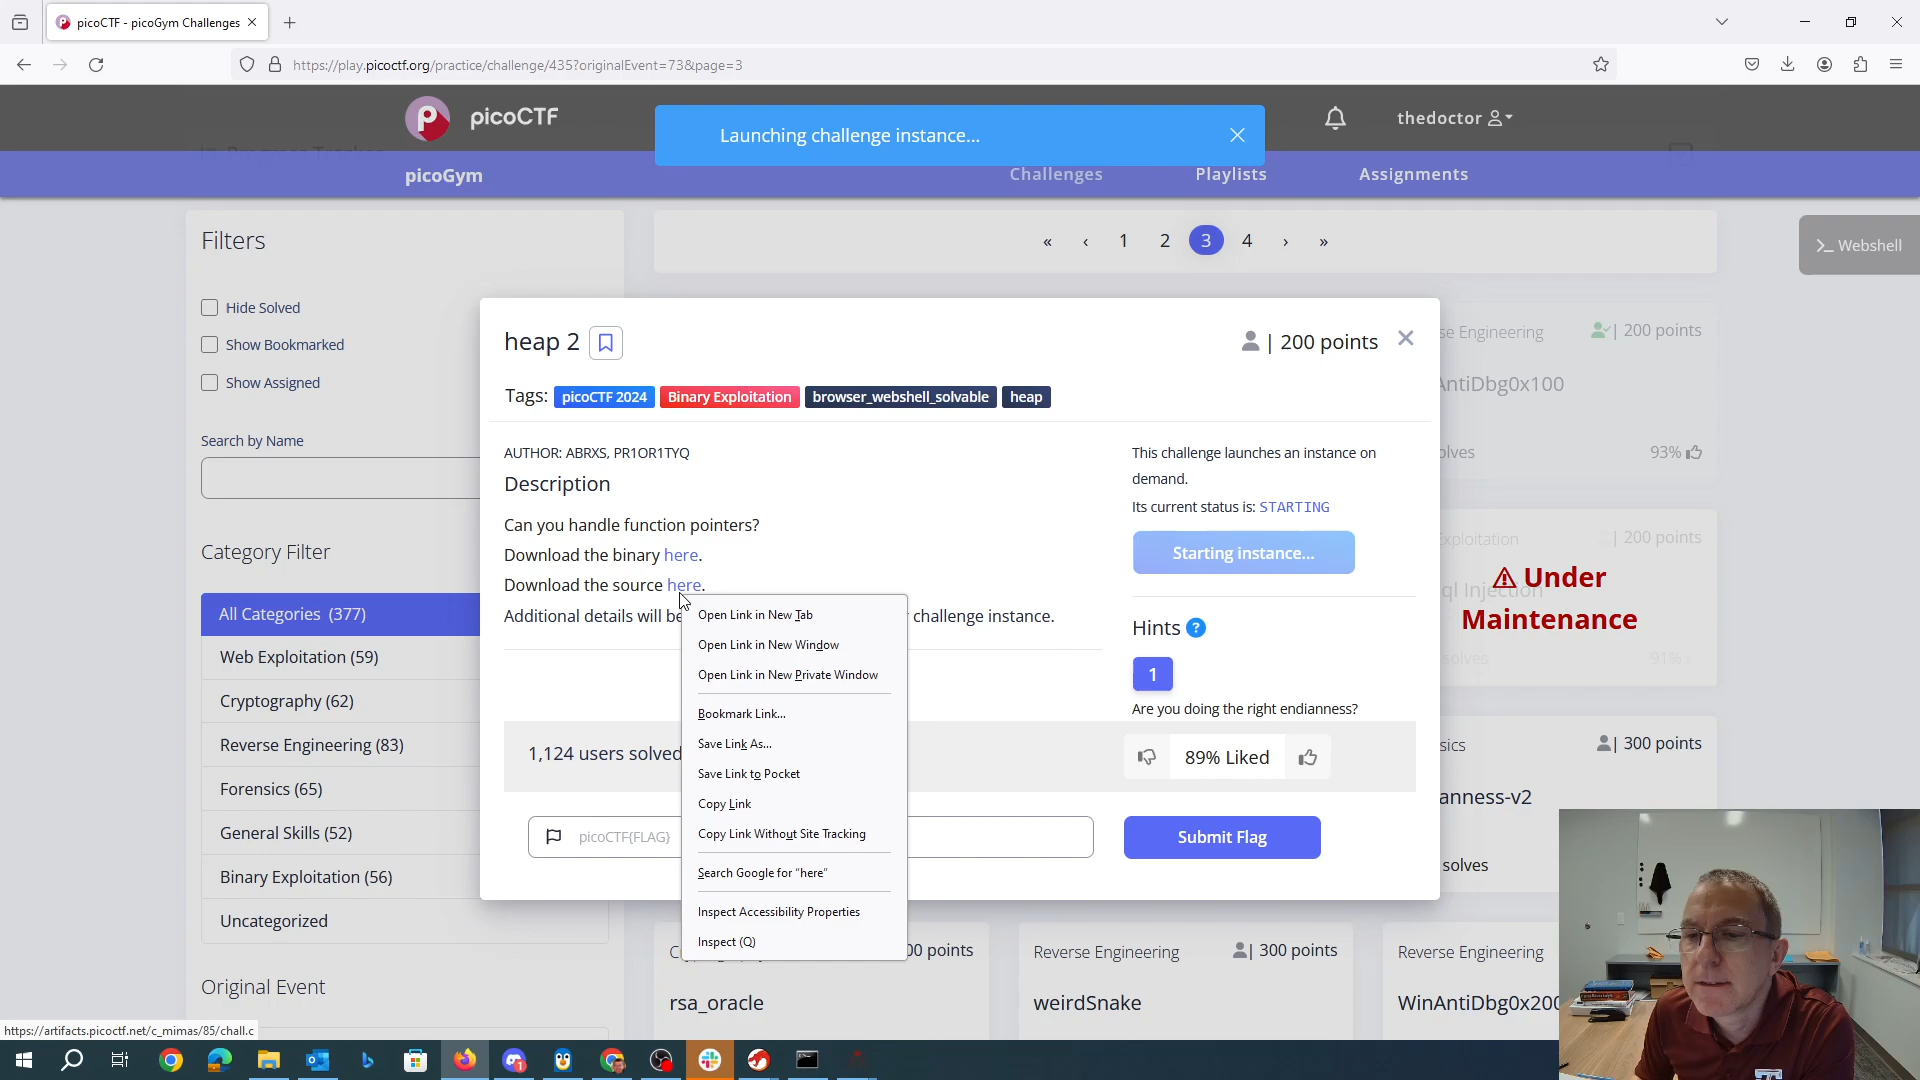 picoCTF - picoGym Challenges
https://play.picoctf.org/practice/challenge/435?originalEvent=73&page=3
picoCTF
Launching challenge instance...
thedoctor
picoGym
Challenges
Playlists
Assignments
Filters
« ‹ 1 2 3 4 › »
>_ Webshell
Hide Solved
Show Bookmarked
Show Assigned
Search by Name
Category Filter
All Categories (377)
Web Exploitation (59)
Cryptography (62)
Reverse Engineering (83)
Forensics (65)
General Skills (52)
Binary Exploitation (56)
Uncategorized
Original Event
heap 2
| 200 points
Tags: picoCTF 2024 Binary Exploitation browser_webshell_solvable heap
AUTHOR: ABRXS, PR1OR1TYQ
Description
Can you handle function pointers?
Download the binary here.
Download the source here.
Additional details will be
challenge instance.
1,124 users solved
picoCTF{FLAG}
This challenge launches an instance on
demand.
Its current status is: STARTING
Starting instance...
Hints ?
1
Are you doing the right endianness?
89% Liked
Submit Flag
Open Link in New Tab
Open Link in New Window
Open Link in New Private Window
Bookmark Link...
Save Link As...
Save Link to Pocket
Copy Link
Copy Link Without Site Tracking
Search Google for "here"
Inspect Accessibility Properties
Inspect (Q)
se Engineering
| 200 points
AntiDbg0x100
olves
93%
xploitation
| 200 points
ql Injection
Under
Maintenance
solves
91%
sics
| 300 points
anness-v2
solves
00 points
rsa_oracle
Reverse Engineering
| 300 points
weirdSnake
Reverse Engineering
WinAntiDbg0x200
https://artifacts.picoctf.net/c_mimas/85/chall.c